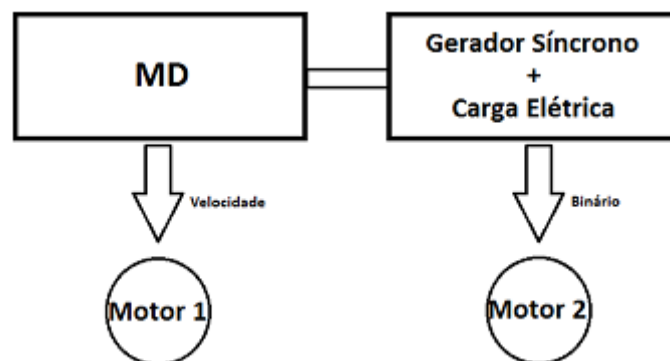 MD
Gerador Síncrono
+
Carga Elétrica
Velocidade
Binário
Motor 1
Motor 2